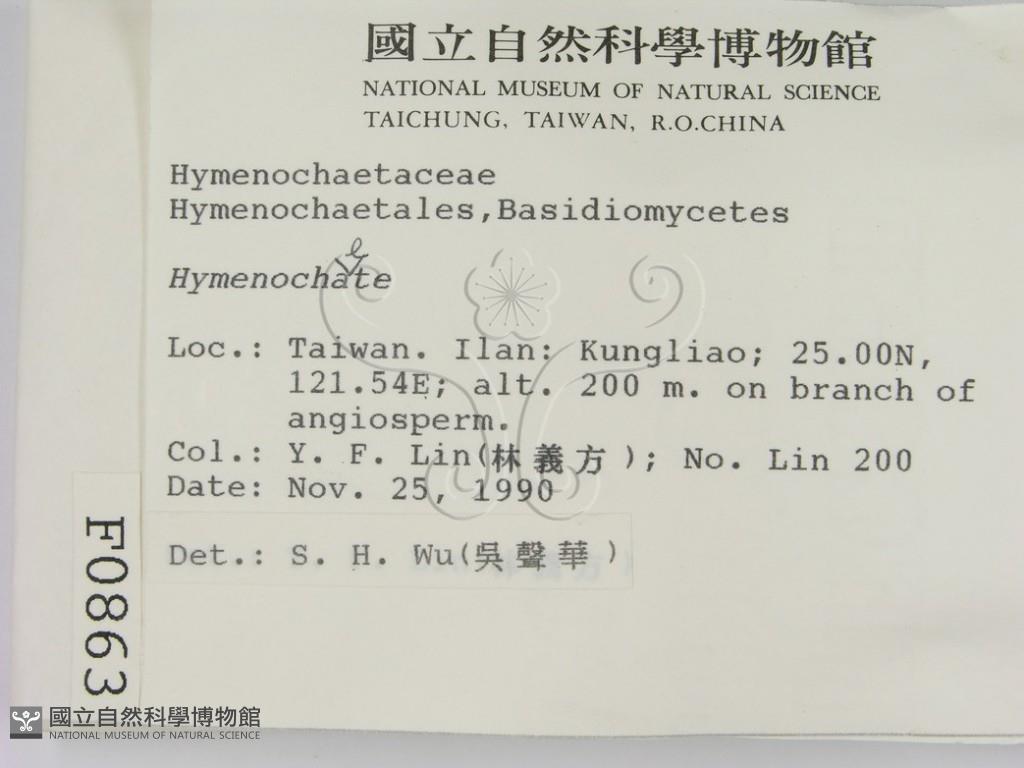 國立自然科學博物館
NATIONAL MUSEUM OF NATURAL SCIENCE
TAICHUNG, TAIWAN, R.O.CHINA
Hymenochaetaceae
Hymenochaetales,Basidiomycetes
e
Hymenochate
Loc.: Taiwan. Ilan: Kungliao; 25.00N,
121.54E; alt. 200 m. on branch of
angiosperm.
Col.: Y. F. Lin(林義方); No. Lin 200
Date: Nov. 25, 1990
Det.: S. H. Wu(吳聲華)
F0863
國立自然科學博物館
NATIONAL MUSEUM OF NATURAL SCIENCE